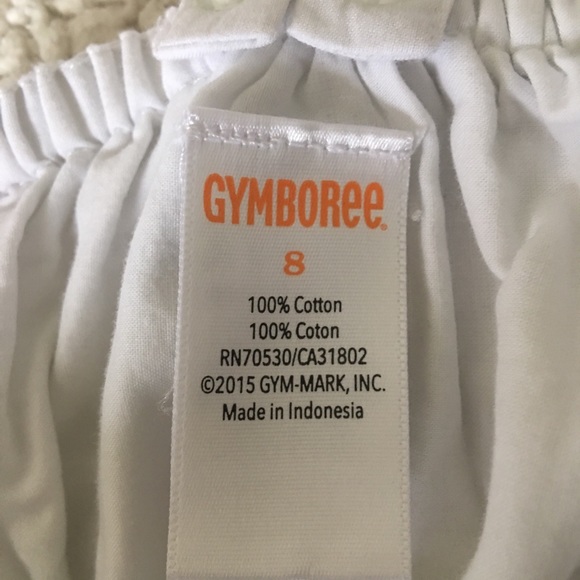 GYMBOREE
8
100% Cotton
100% Coton
RN70530/CA31802
©2015 GYM-MARK, INC.
Made in Indonesia